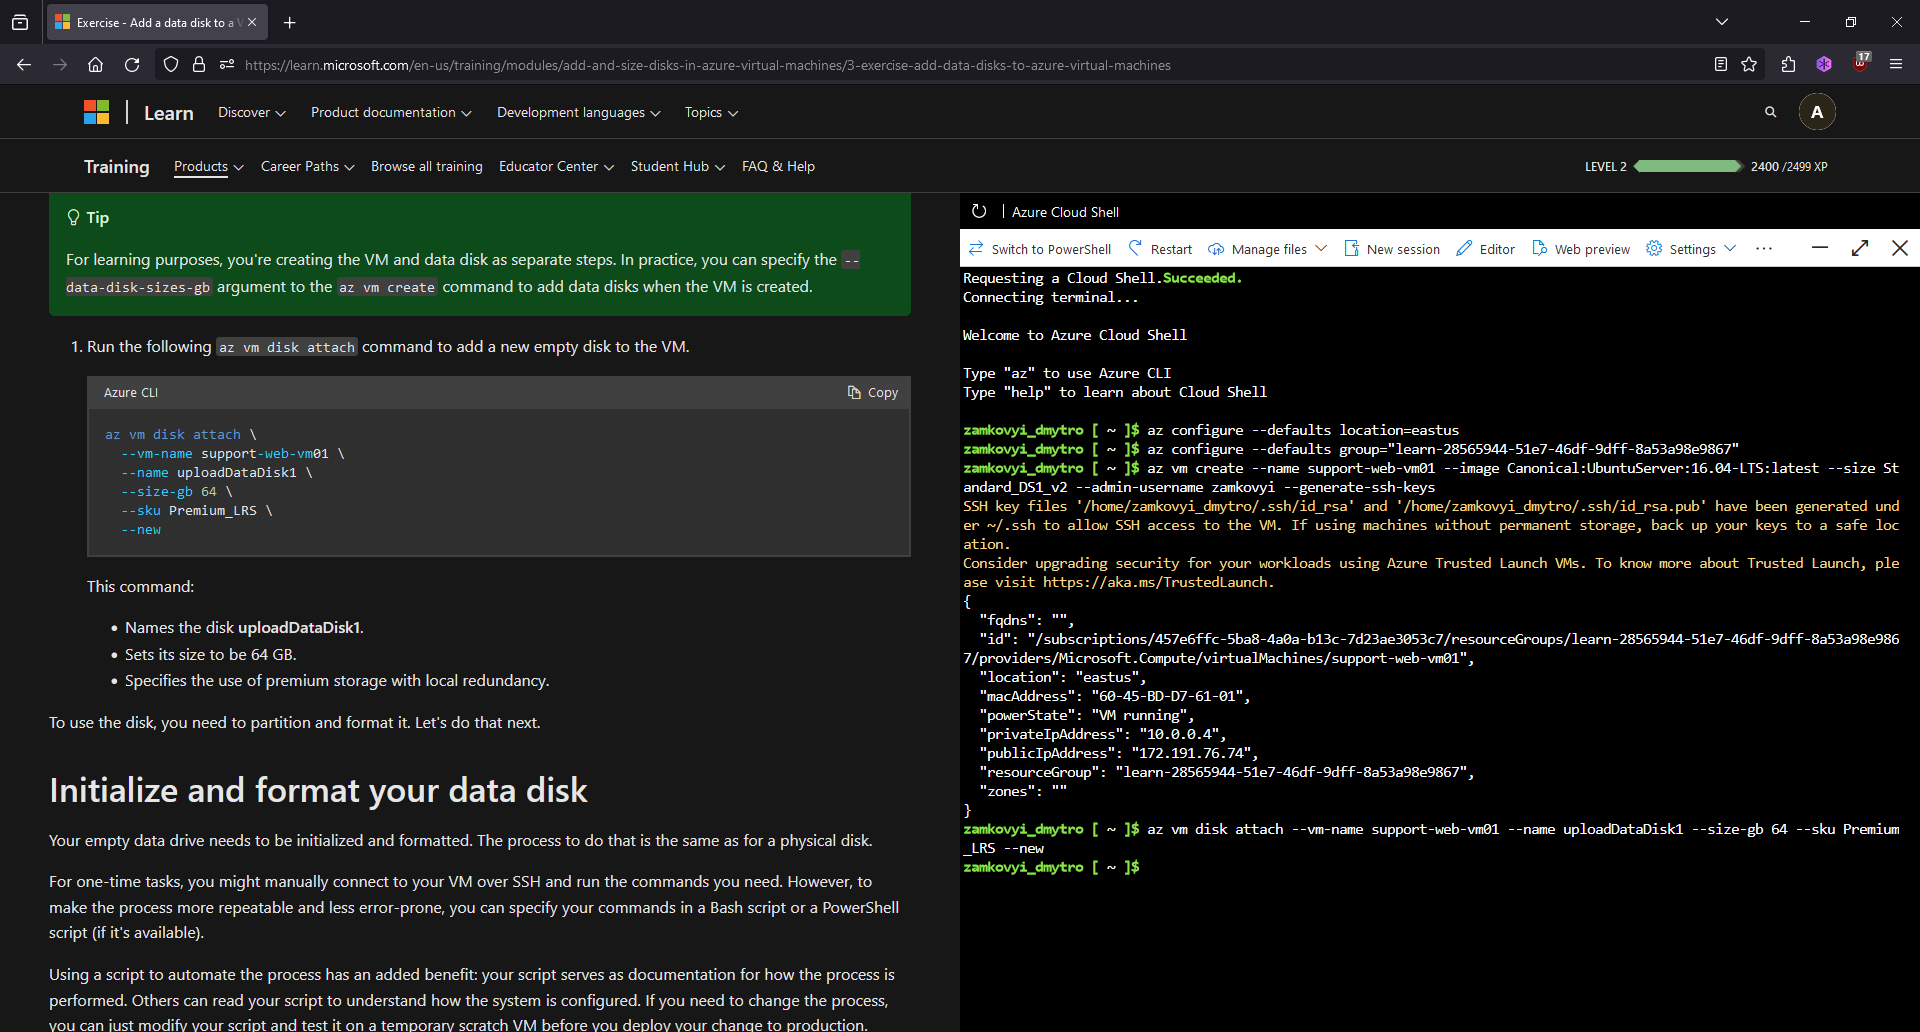 Exercise - Add a data disk to a V
https://learn.microsoft.com/en-us/training/modules/add-and-size-disks-in-azure-virtual-machines/3-exercise-add-data-disks-to-azure-virtual-machines
17
Learn
Discover
Product documentation
Development languages
Topics
A
Training
Products
Career Paths
Browse all training
Educator Center
Student Hub
FAQ & Help
LEVEL 2
2400 /2499 XP
Tip
For learning purposes, you're creating the VM and data disk as separate steps. In practice, you can specify the --
data-disk-sizes-gb argument to the az vm create command to add data disks when the VM is created.
1. Run the following az vm disk attach command to add a new empty disk to the VM.
Azure CLI
Copy
az vm disk attach \
--vm-name support-web-vm01 \
--name uploadDataDisk1 \
--size-gb 64 \
--sku Premium_LRS \
--new
This command:
• Names the disk uploadDataDisk1.
• Sets its size to be 64 GB.
• Specifies the use of premium storage with local redundancy.
To use the disk, you need to partition and format it. Let's do that next.
Initialize and format your data disk
Your empty data drive needs to be initialized and formatted. The process to do that is the same as for a physical disk.
For one-time tasks, you might manually connect to your VM over SSH and run the commands you need. However, to
make the process more repeatable and less error-prone, you can specify your commands in a Bash script or a PowerShell
script (if it's available).
Using a script to automate the process has an added benefit: your script serves as documentation for how the process is
performed. Others can read your script to understand how the system is configured. If you need to change the process,
you can just modify your script and test it on a temporary scratch VM before you deploy your change to production.
Azure Cloud Shell
Switch to PowerShell
Restart
Manage files
New session
Editor
Web preview
Settings
Requesting a Cloud Shell.Succeeded.
Connecting terminal...
Welcome to Azure Cloud Shell
Type "az" to use Azure CLI
Type "help" to learn about Cloud Shell
zamkovyi_dmytro [ ~ ]$ az configure --defaults location=eastus
zamkovyi_dmytro [ ~ ]$ az configure --defaults group="learn-28565944-51e7-46df-9dff-8a53a98e9867"
zamkovyi_dmytro [ ~ ]$ az vm create --name support-web-vm01 --image Canonical:UbuntuServer:16.04-LTS:latest --size St
andard_DS1_v2 --admin-username zamkovyi --generate-ssh-keys
SSH key files '/home/zamkovyi_dmytro/.ssh/id_rsa' and '/home/zamkovyi_dmytro/.ssh/id_rsa.pub' have been generated und
er ~/.ssh to allow SSH access to the VM. If using machines without permanent storage, back up your keys to a safe loc
ation.
Consider upgrading security for your workloads using Azure Trusted Launch VMs. To know more about Trusted Launch, ple
ase visit https://aka.ms/TrustedLaunch.
{
"fqdns": "",
"id": "/subscriptions/457e6ffc-5ba8-4a0a-b13c-7d23ae3053c7/resourceGroups/learn-28565944-51e7-46df-9dff-8a53a98e986
7/providers/Microsoft.Compute/virtualMachines/support-web-vm01",
"location": "eastus",
"macAddress": "60-45-BD-D7-61-01",
"powerState": "VM running",
"privateIpAddress": "10.0.0.4",
"publicIpAddress": "172.191.76.74",
"resourceGroup": "learn-28565944-51e7-46df-9dff-8a53a98e9867",
"zones": ""
}
zamkovyi_dmytro [ ~ ]$ az vm disk attach --vm-name support-web-vm01 --name uploadDataDisk1 --size-gb 64 --sku Premium
_LRS --new
zamkovyi_dmytro [ ~ ]$